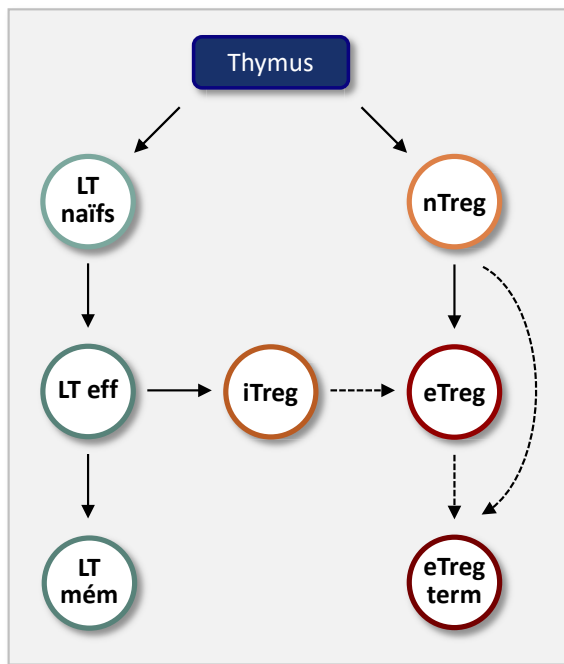 Thymus
LT
naïfs
nTreg
LT eff
iTreg
eTreg
LT
mém
eTreg
term